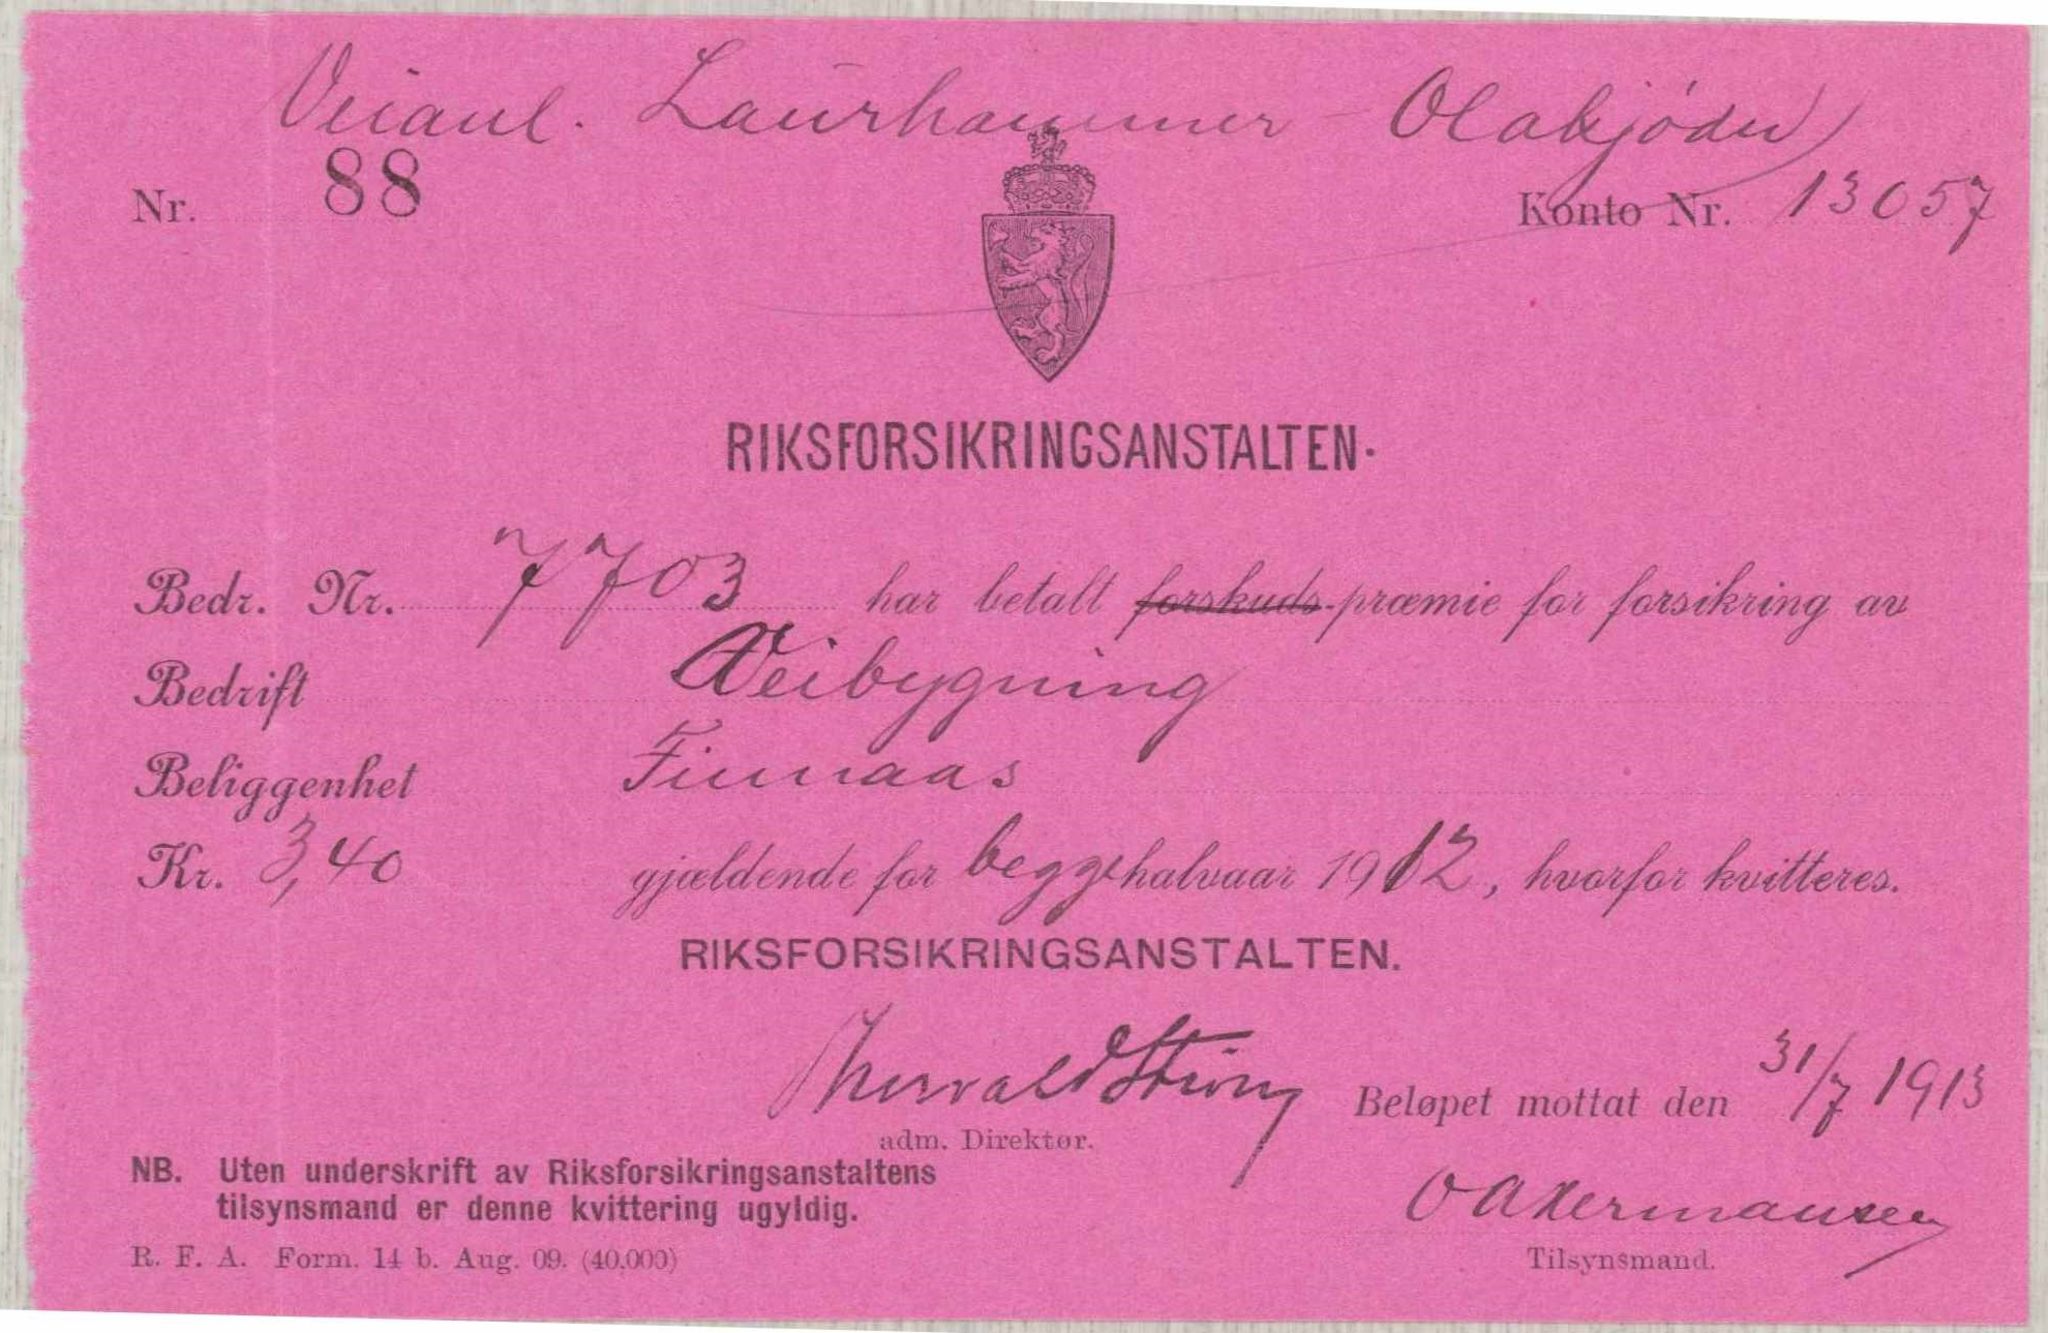 Veianl. Laurhammer - Olakjødn
Nr. 88
Konto Nr. 13057
RIKSFORSIKRINGSANSTALTEN.
Bedr. Nr. 7703 har betalt forskuds-præmie for forsikring av
Bedrift Veibygning
Beliggenhet Finnaas
Kr. 3,40 gjældende for begge halvaar 1912, hvorfor kvitteres.
RIKSFORSIKRINGSANSTALTEN.
Beløpet mottat den 31/7 1913
adm. Direktør.
NB. Uten underskrift av Riksforsikringsanstaltens
tilsynsmand er denne kvittering ugyldig.
Tilsynsmand.
R. F. A. Form. 14 b. Aug. 09. (40.000)